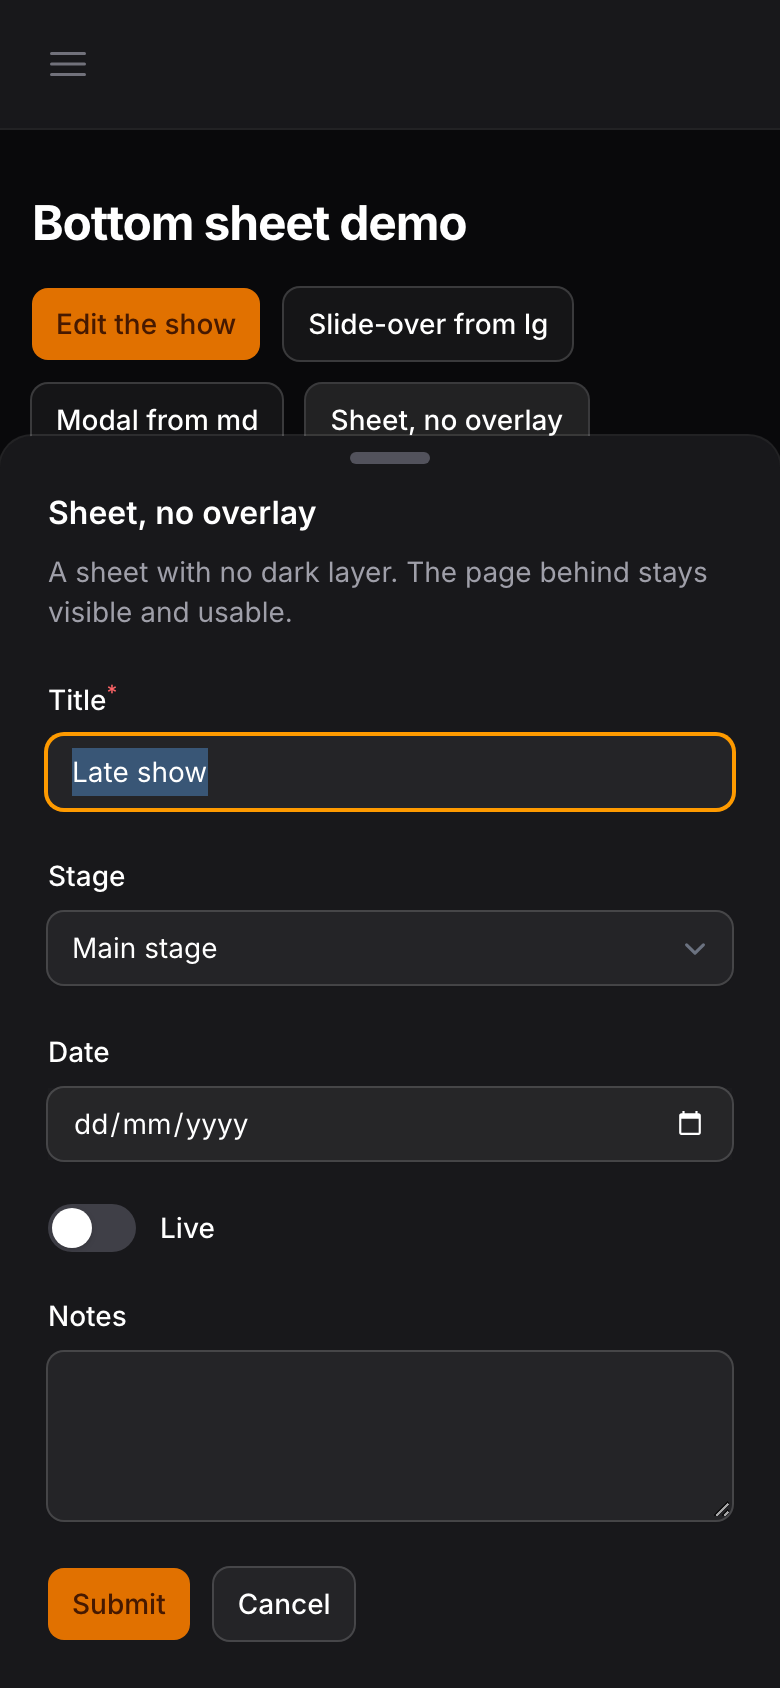 Bottom sheet demo
Edit the show
Slide-over from lg
Modal from md
Sheet, no overlay
Sheet, no overlay
A sheet with no dark layer. The page behind stays
visible and usable.
Title*
Late show
Stage
Main stage
Date
dd/mm/yyyy
Live
Notes
Submit
Cancel